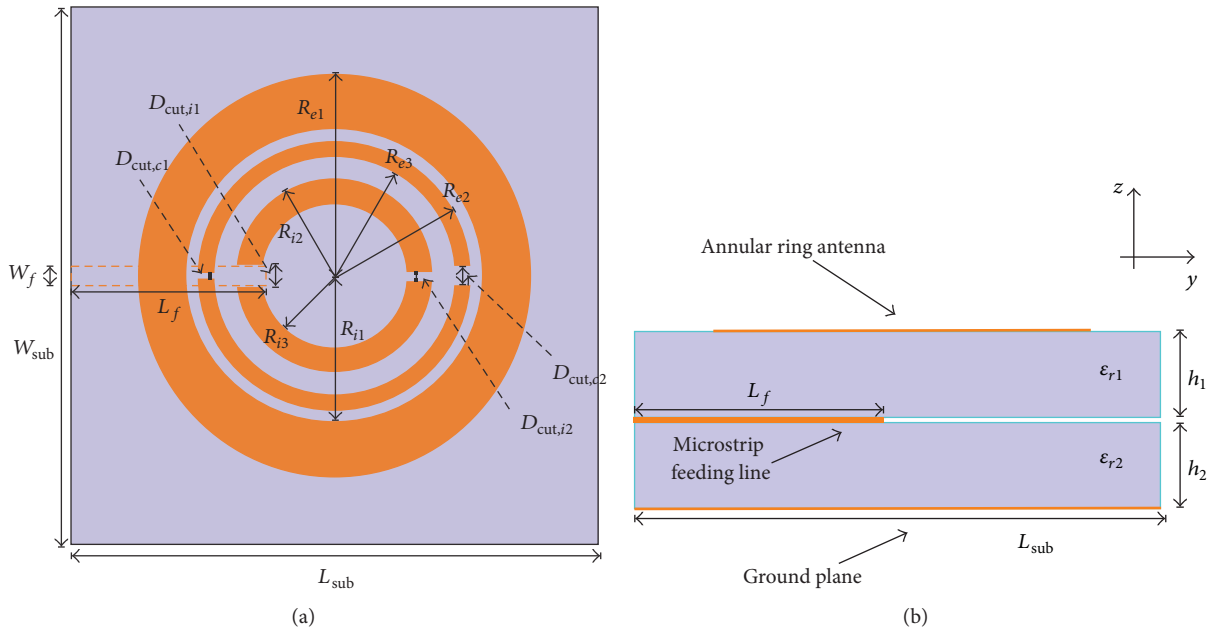 D_cut,i1
R_e1
D_cut,c1
R_e3
R_e2
R_i2
W_f
L_f
W_sub
R_i3
R_i1
D_cut,c2
D_cut,i2
L_sub
(a)
z
y
Annular ring antenna
ε_r1
h_1
L_f
Microstrip
feeding line
ε_r2
h_2
L_sub
Ground plane
(b)